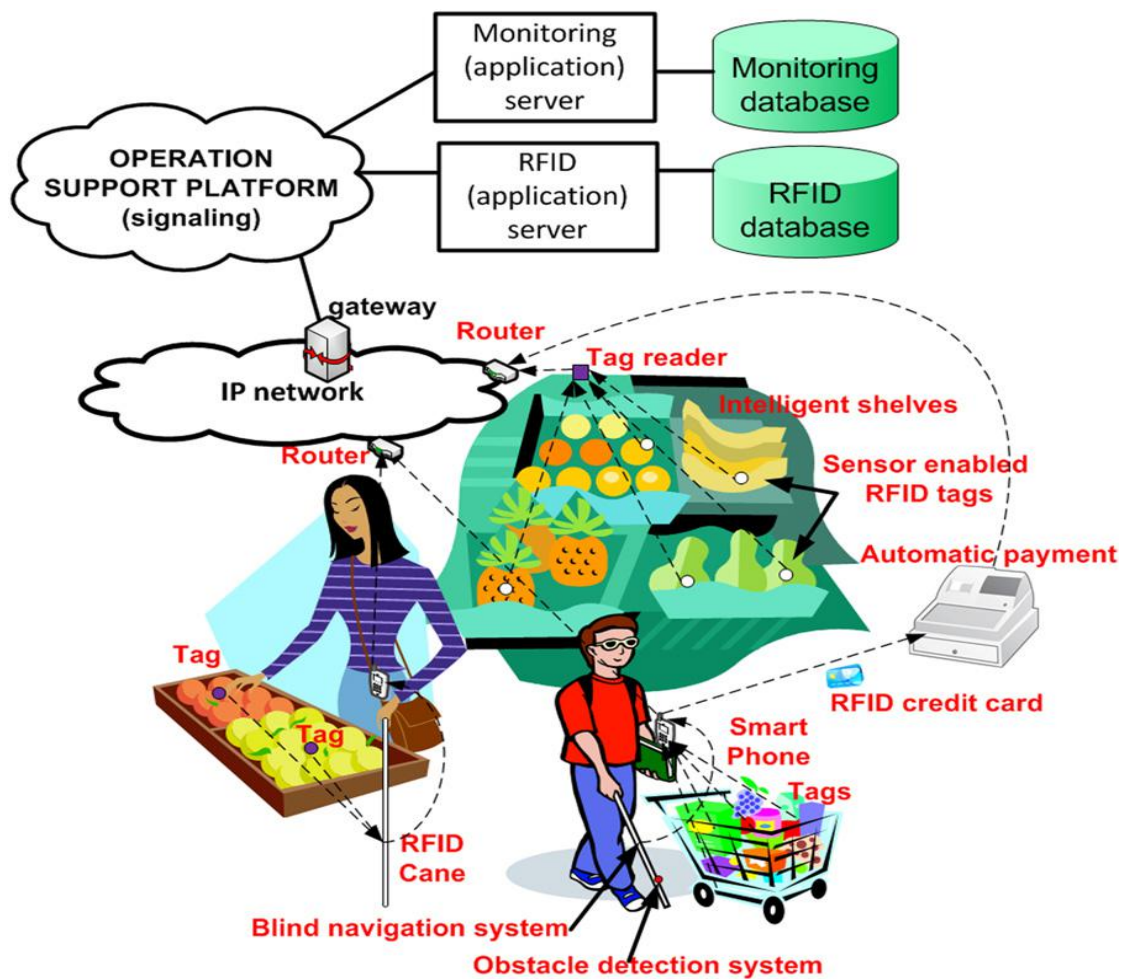 Monitoring
(application)
server
Monitoring
database
OPERATION
SUPPORT PLATFORM
(signaling)
RFID
(application)
server
RFID
database
gateway
Router
IP network
Tag reader
Intelligent shelves
Router
Sensor enabled
RFID tags
Automatic payment
Tag
Tag
RFID credit card
Smart
Phone
Tags
RFID
Cane
Blind navigation system
Obstacle detection system